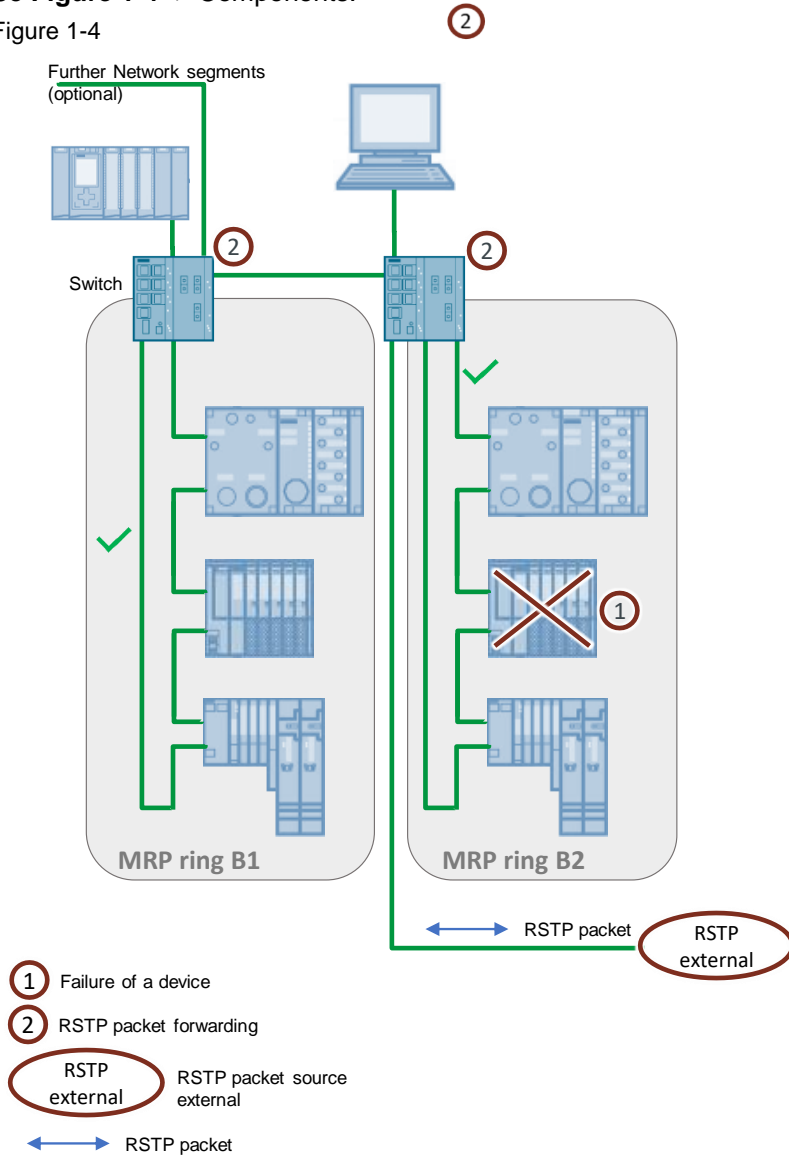 Figure 1-4
2
Further Network segments
(optional)
2
2
Switch
1
MRP ring B1
MRP ring B2
RSTP packet
RSTP
external
1 Failure of a device
2 RSTP packet forwarding
RSTP
external
RSTP packet source
external
RSTP packet